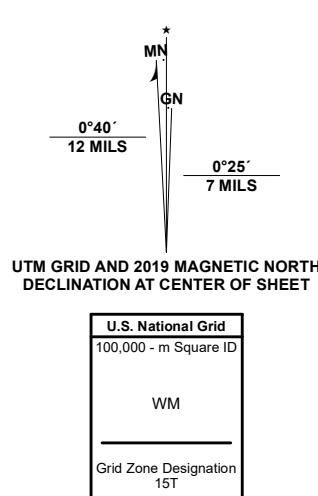 ★
MN
GN
0°40´
12 MILS
0°25´
7 MILS
UTM GRID AND 2019 MAGNETIC NORTH
DECLINATION AT CENTER OF SHEET
U.S. National Grid
100,000 - m Square ID
WM
Grid Zone Designation
15T